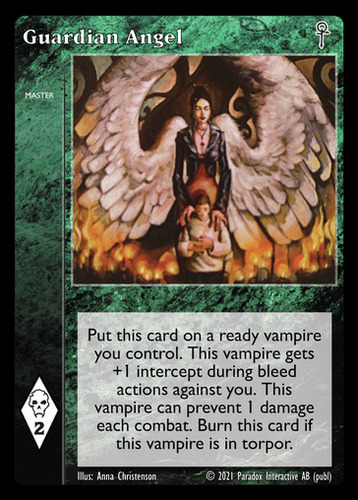 Guardian Angel
MASTER
Put this card on a ready vampire
you control. This vampire gets
+1 intercept during bleed
actions against you. This
vampire can prevent 1 damage
each combat. Burn this card if
this vampire is in torpor.
2
Illus: Anna Christenson © 2021 Paradox Interactive AB (publ)